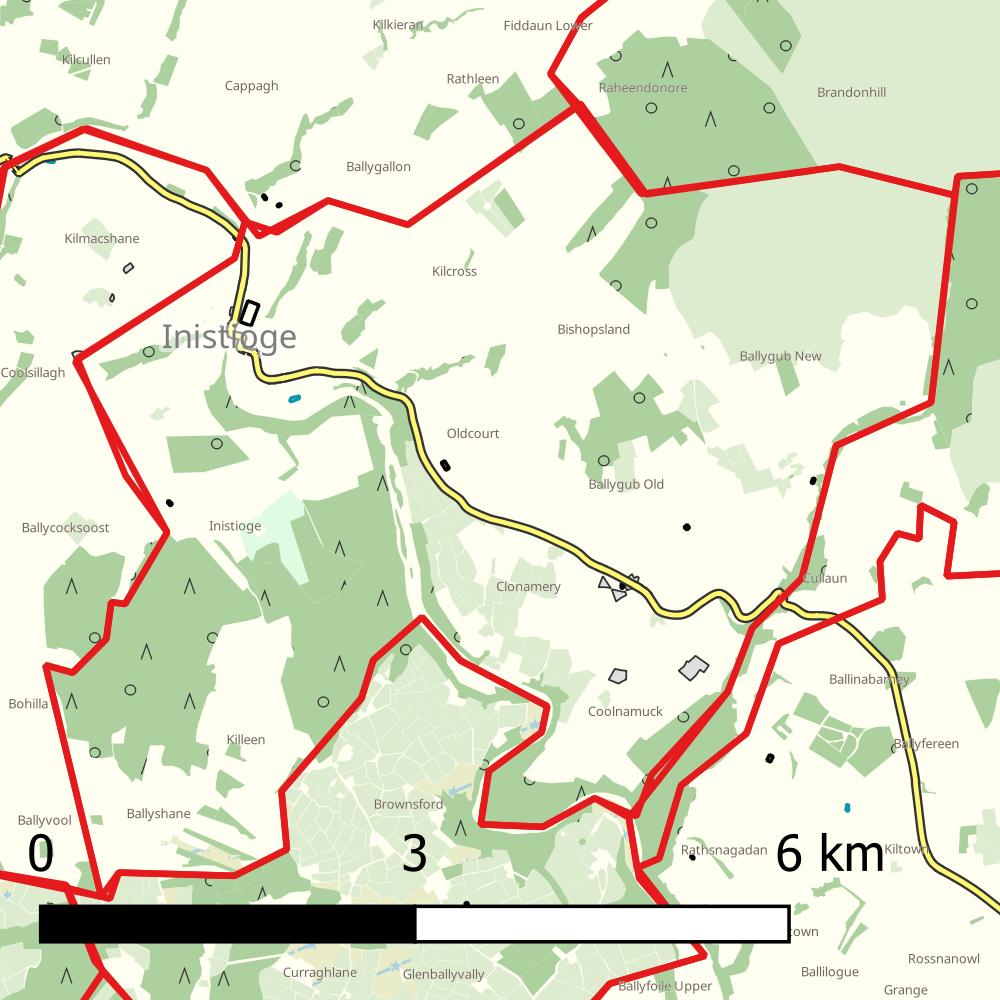 Kilkieran
Fiddaun Lower
Kilcullen
Cappagh
Rathleen
Raheendonore
Brandonhill
Ballygallon
Kilmacshane
Kilcross
Bishopsland
Inistioge
Ballygub New
Coolsillagh
Oldcourt
Ballygub Old
Ballycocksoost
Inistioge
Clonamery
Cullaun
Ballinabarney
Bohilla
Coolnamuck
Killeen
Ballyfereen
Brownsford
Ballyshane
Ballyvool
0 3 6 km
Rathsnagadan
Kiltown
town
Rossnanowl
Curraghlane
Glenballyvally
Ballilogue
Ballyfoile Upper
Grange